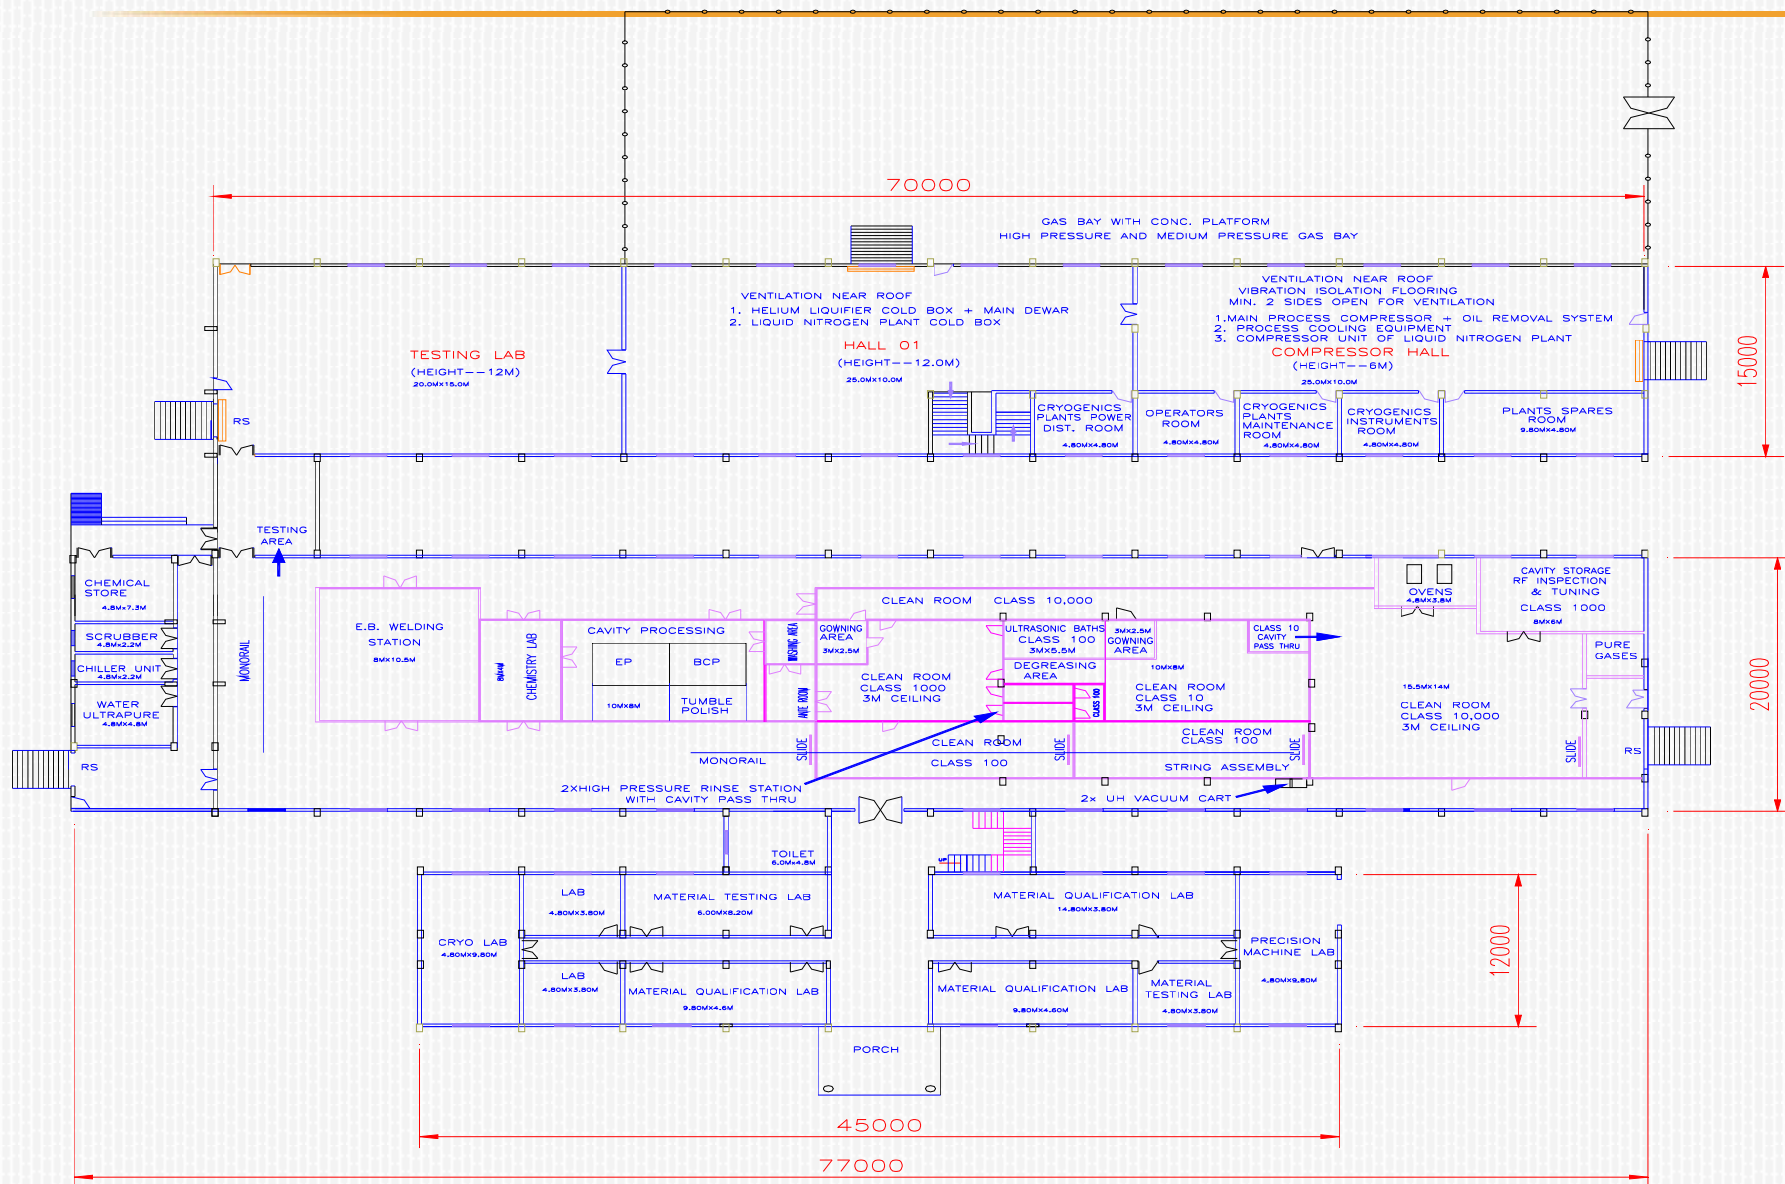 70000
GAS BAY WITH CONC. PLATFORM
HIGH PRESSURE AND MEDIUM PRESSURE GAS BAY
VENTILATION NEAR ROOF
1. HELIUM LIQUIFIER COLD BOX + MAIN DEWAR
2. LIQUID NITROGEN PLANT COLD BOX
HALL 01
(HEIGHT--12.0M)
25.0MX10.0M
VENTILATION NEAR ROOF
VIBRATION ISOLATION FLOORING
MIN. 2 SIDES OPEN FOR VENTILATION
1.MAIN PROCESS COMPRESSOR + OIL REMOVAL SYSTEM
2. PROCESS COOLING EQUIPMENT
3. COMPRESSOR UNIT OF LIQUID NITROGEN PLANT
COMPRESSOR HALL
(HEIGHT--6M)
25.0MX10.0M
TESTING LAB
(HEIGHT--12M)
20.0MX15.0M
RS
CRYOGENICS
PLANTS POWER
DIST. ROOM
4.80MX4.80M
OPERATORS
ROOM
4.80MX4.80M
CRYOGENICS
PLANTS
MAINTENANCE
ROOM
4.80MX4.80M
CRYOGENICS
INSTRUMENTS
ROOM
4.80MX4.80M
PLANTS SPARES
ROOM
9.80MX4.80M
15000
TESTING
AREA
CHEMICAL
STORE
4.8Mx7.3M
SCRUBBER
4.8Mx2.2M
CHILLER UNIT
4.8Mx2.2M
WATER
ULTRAPURE
4.8Mx4.8M
RS
MONORAIL
E.B. WELDING
STATION
8MX10.5M
CHEMISTRY LAB
CAVITY PROCESSING
EP
BCP
10MX8M
TUMBLE
POLISH
WASHING AREA
ANTE ROOM
GOWNING
AREA
3MX2.5M
CLEAN ROOM CLASS 10,000
CLEAN ROOM
CLASS 1000
3M CEILING
ULTRASONIC BATHS
CLASS 100
3MX5.5M
DEGREASING
AREA
CLASS 100
3MX2.5M
GOWNING
AREA
10MX8M
CLEAN ROOM
CLASS 10
3M CEILING
CLASS 10
CAVITY
PASS THRU
OVENS
4.8MX3.8M
CAVITY STORAGE
RF INSPECTION
& TUNING
CLASS 1000
8MX6M
PURE
GASES
15.5MX14M
CLEAN ROOM
CLASS 10,000
3M CEILING
SLIDE
CLEAN ROOM
CLASS 100
SLIDE
CLEAN ROOM
CLASS 100
SLIDE
STRING ASSEMBLY
SLIDE
RS
MONORAIL
2XHIGH PRESSURE RINSE STATION
WITH CAVITY PASS THRU
2x UH VACUUM CART
20000
TOILET
6.0Mx4.8M
UP
LAB
4.80MX3.80M
MATERIAL TESTING LAB
6.00MX8.20M
CRYO LAB
4.80MX9.80M
LAB
4.80MX3.80M
MATERIAL QUALIFICATION LAB
9.80MX4.6M
MATERIAL QUALIFICATION LAB
14.80MX3.80M
PRECISION
MACHINE LAB
4.80MX9.80M
MATERIAL QUALIFICATION LAB
9.80MX4.60M
MATERIAL
TESTING LAB
4.80MX3.80M
12000
PORCH
45000
77000